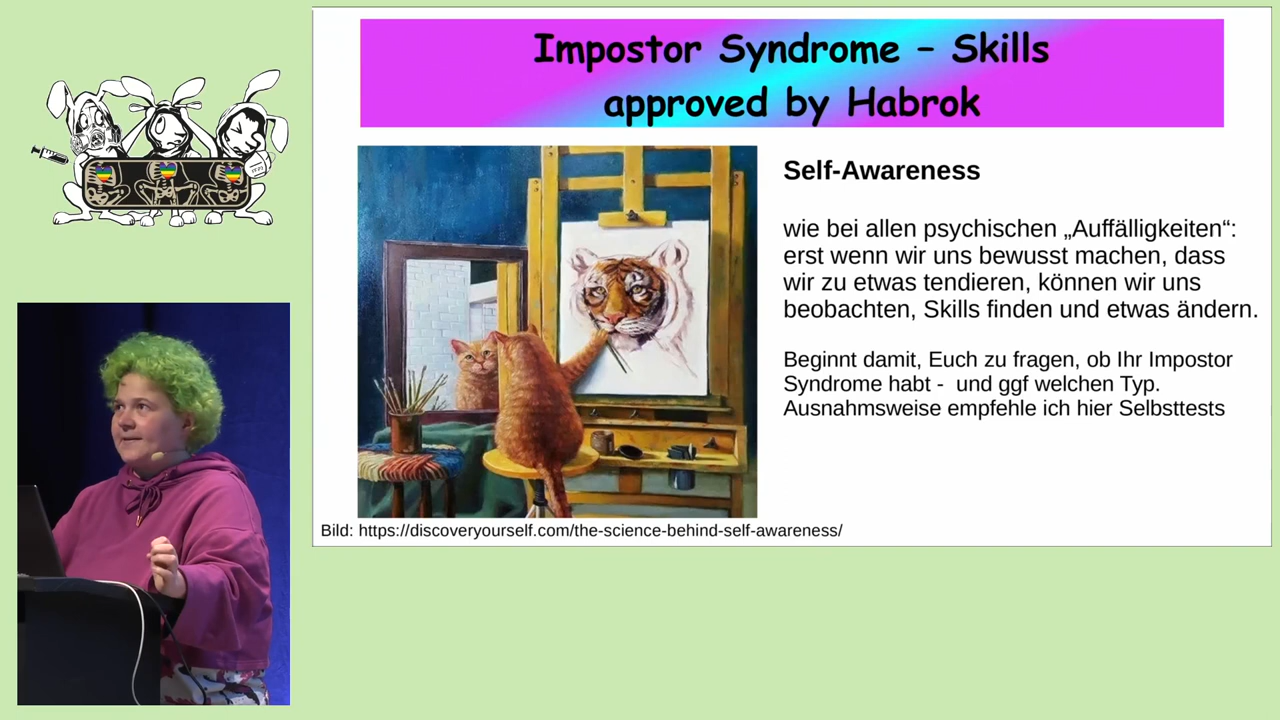 Impostor Syndrome – Skills
approved by Habrok
Self-Awareness
wie bei allen psychischen „Auffälligkeiten“:
erst wenn wir uns bewusst machen, dass
wir zu etwas tendieren, können wir uns
beobachten, Skills finden und etwas ändern.
Beginnt damit, Euch zu fragen, ob Ihr Impostor
Syndrome habt - und ggf welchen Typ.
Ausnahmsweise empfehle ich hier Selbsttests
Bild: https://discoveryourself.com/the-science-behind-self-awareness/